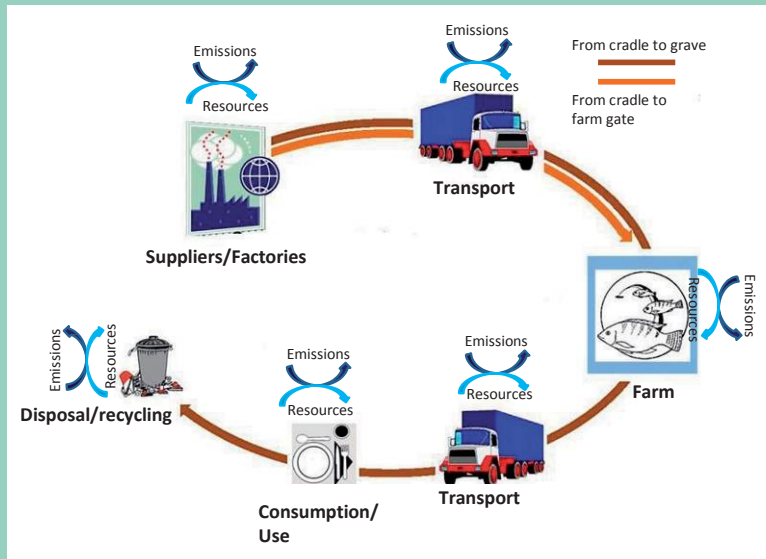 Emissions
Resources
Suppliers/Factories
Emissions
Resources
Transport
From cradle to grave
From cradle to
farm gate
Resources
Emissions
Farm
Emissions
Resources
Transport
Emissions
Resources
Consumption/
Use
Emissions
Resources
Disposal/recycling